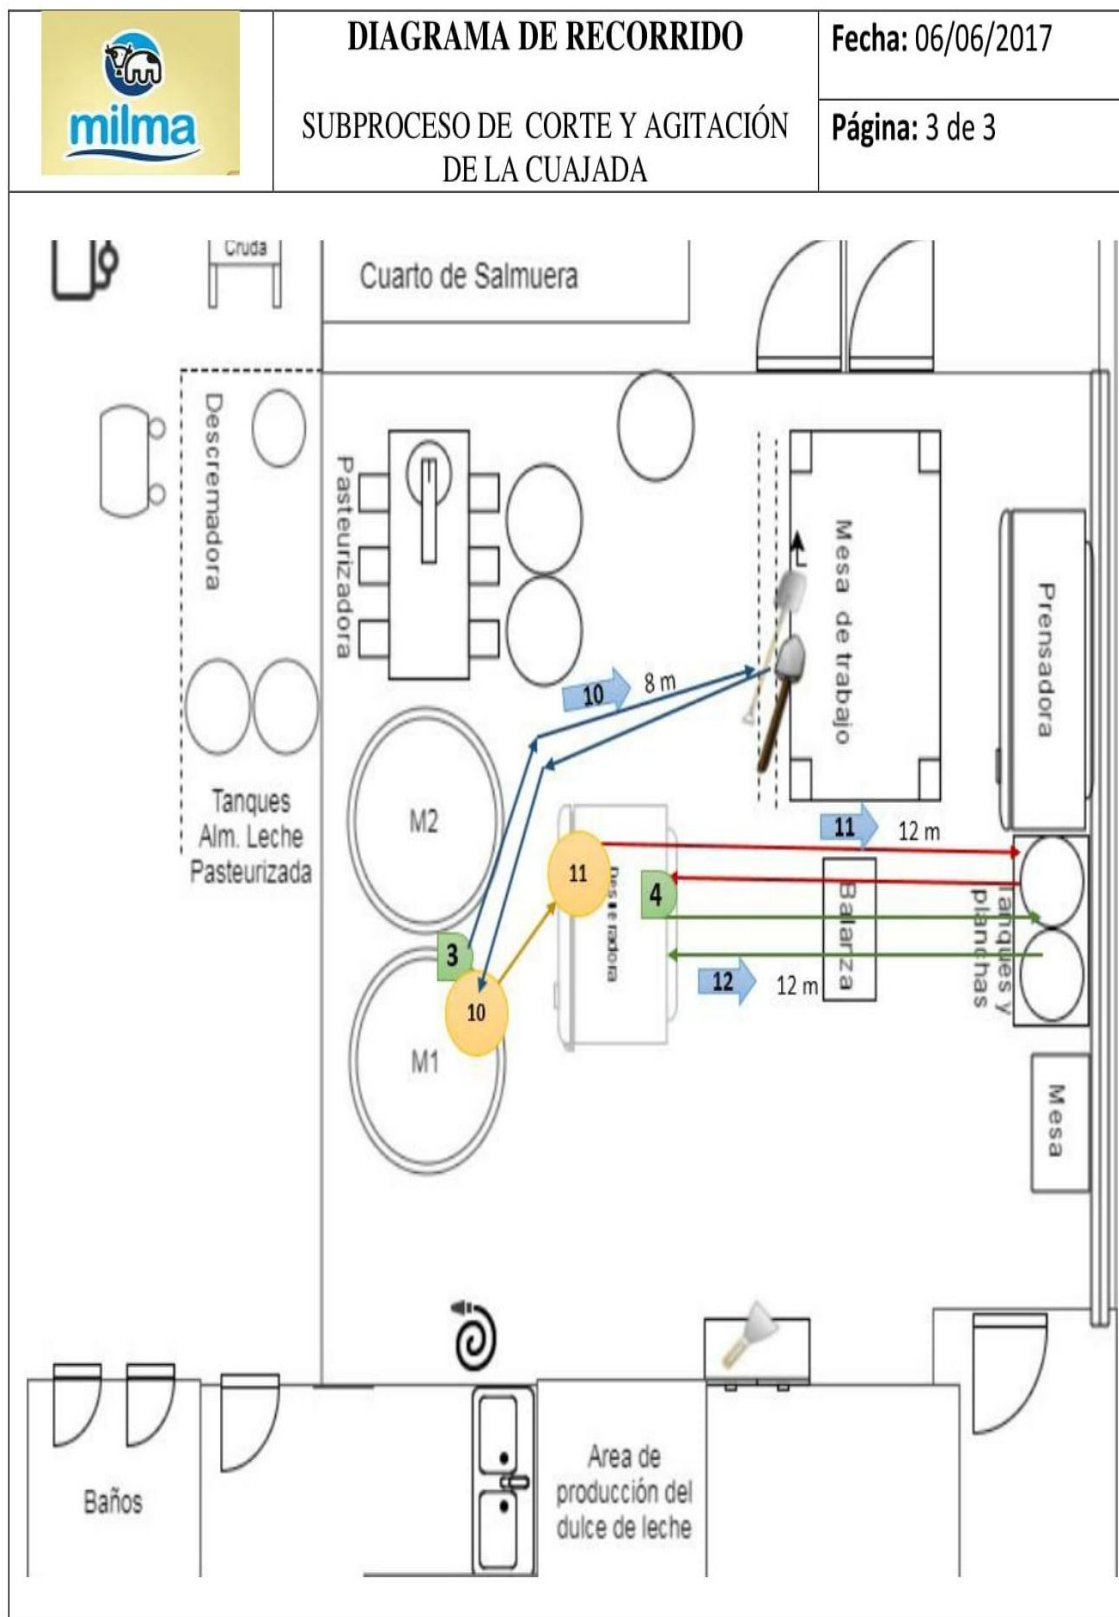 milma
DIAGRAMA DE RECORRIDO
SUBPROCESO DE CORTE Y AGITACIÓN
DE LA CUAJADA
Fecha: 06/06/2017
Página: 3 de 3
Cruda
Cuarto de Salmuera
Descremadora
Pasteurizadora
Mesa de trabajo
Prensadora
10
8 m
Tanques
Alm. Leche
Pasteurizada
M2
11
12 m
11
Desueradora
4
Balanza
Tanques y
planchas
3
10
12
12 m
M1
Mesa
Baños
Area de
producción del
dulce de leche